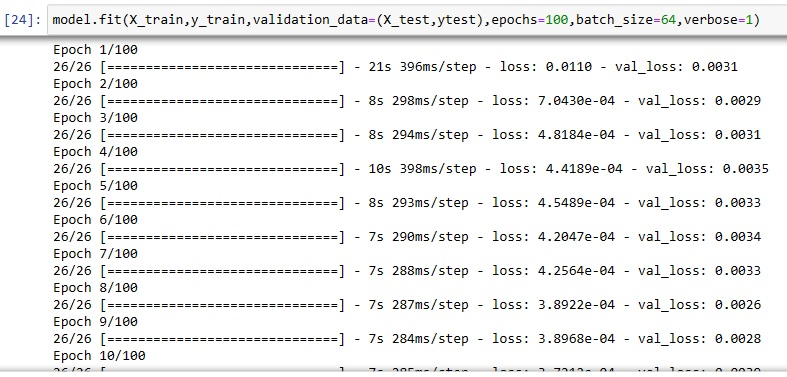 [24]: model.fit(X_train,y_train,validation_data=(X_test,ytest),epochs=100,batch_size=64,verbose=1)
Epoch 1/100
26/26 [==============================] - 21s 396ms/step - loss: 0.0110 - val_loss: 0.0031
Epoch 2/100
26/26 [==============================] - 8s 298ms/step - loss: 7.0430e-04 - val_loss: 0.0029
Epoch 3/100
26/26 [==============================] - 8s 294ms/step - loss: 4.8184e-04 - val_loss: 0.0031
Epoch 4/100
26/26 [==============================] - 10s 398ms/step - loss: 4.4189e-04 - val_loss: 0.0035
Epoch 5/100
26/26 [==============================] - 8s 293ms/step - loss: 4.5489e-04 - val_loss: 0.0033
Epoch 6/100
26/26 [==============================] - 7s 290ms/step - loss: 4.2047e-04 - val_loss: 0.0034
Epoch 7/100
26/26 [==============================] - 7s 288ms/step - loss: 4.2564e-04 - val_loss: 0.0033
Epoch 8/100
26/26 [==============================] - 7s 287ms/step - loss: 3.8922e-04 - val_loss: 0.0026
Epoch 9/100
26/26 [==============================] - 7s 284ms/step - loss: 3.8968e-04 - val_loss: 0.0028
Epoch 10/100